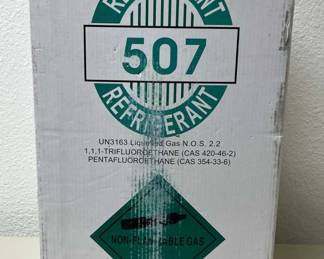 REFRIGERANT
507
REFRIGERANT
UN3163 Liquefied Gas N.O.S. 2.2
1,1,1-TRIFLUOROETHANE (CAS 420-46-2)
PENTAFLUOROETHANE (CAS 354-33-6)
NON-FLAMMABLE GAS